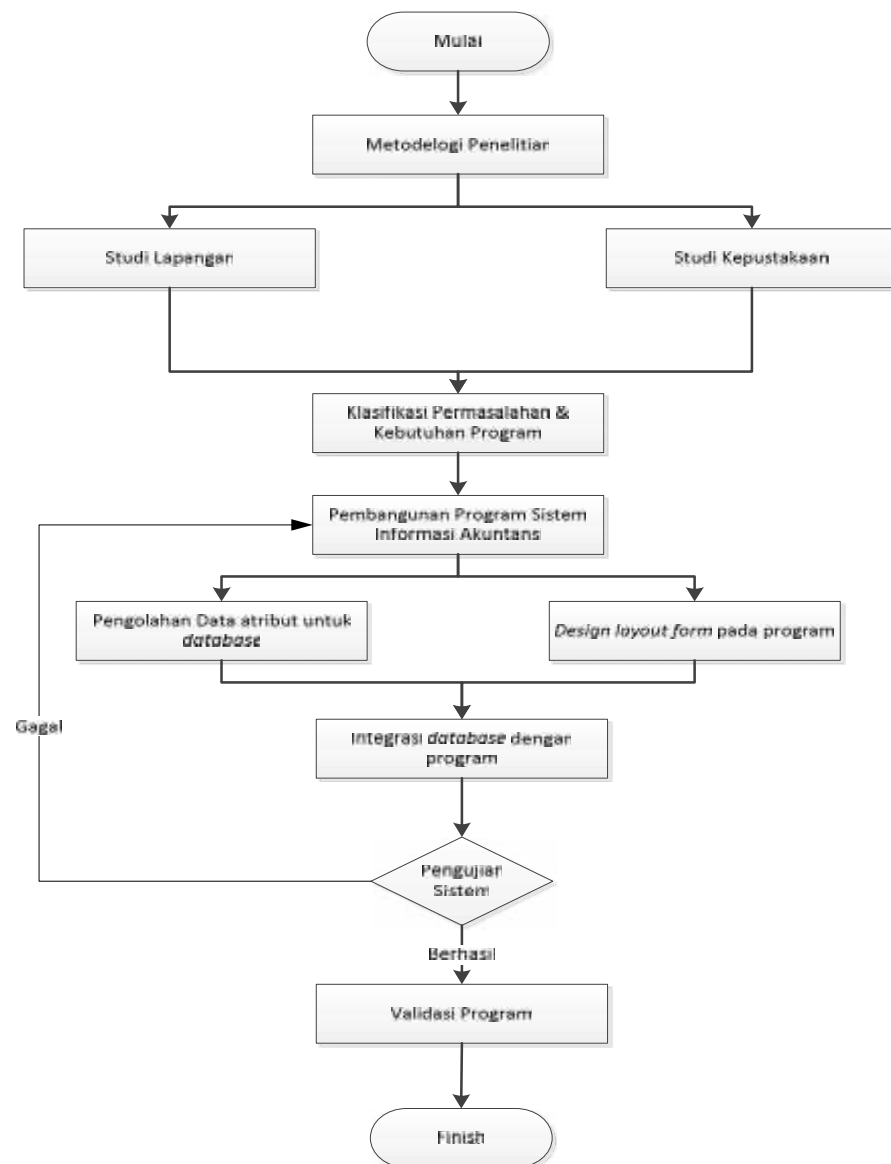 Mulai
Metodelogi Penelitian
Studi Lapangan
Studi Kepustakaan
Klasifikasi Permasalahan &
Kebutuhan Program
Pembangunan Program Sistem
Informasi Akuntans
Pengolahan Data atribut untuk
database
Design layout form pada program
Gagal
Integrasi database dengan
program
Pengujian
Sistem
Berhasil
Validasi Program
Finish